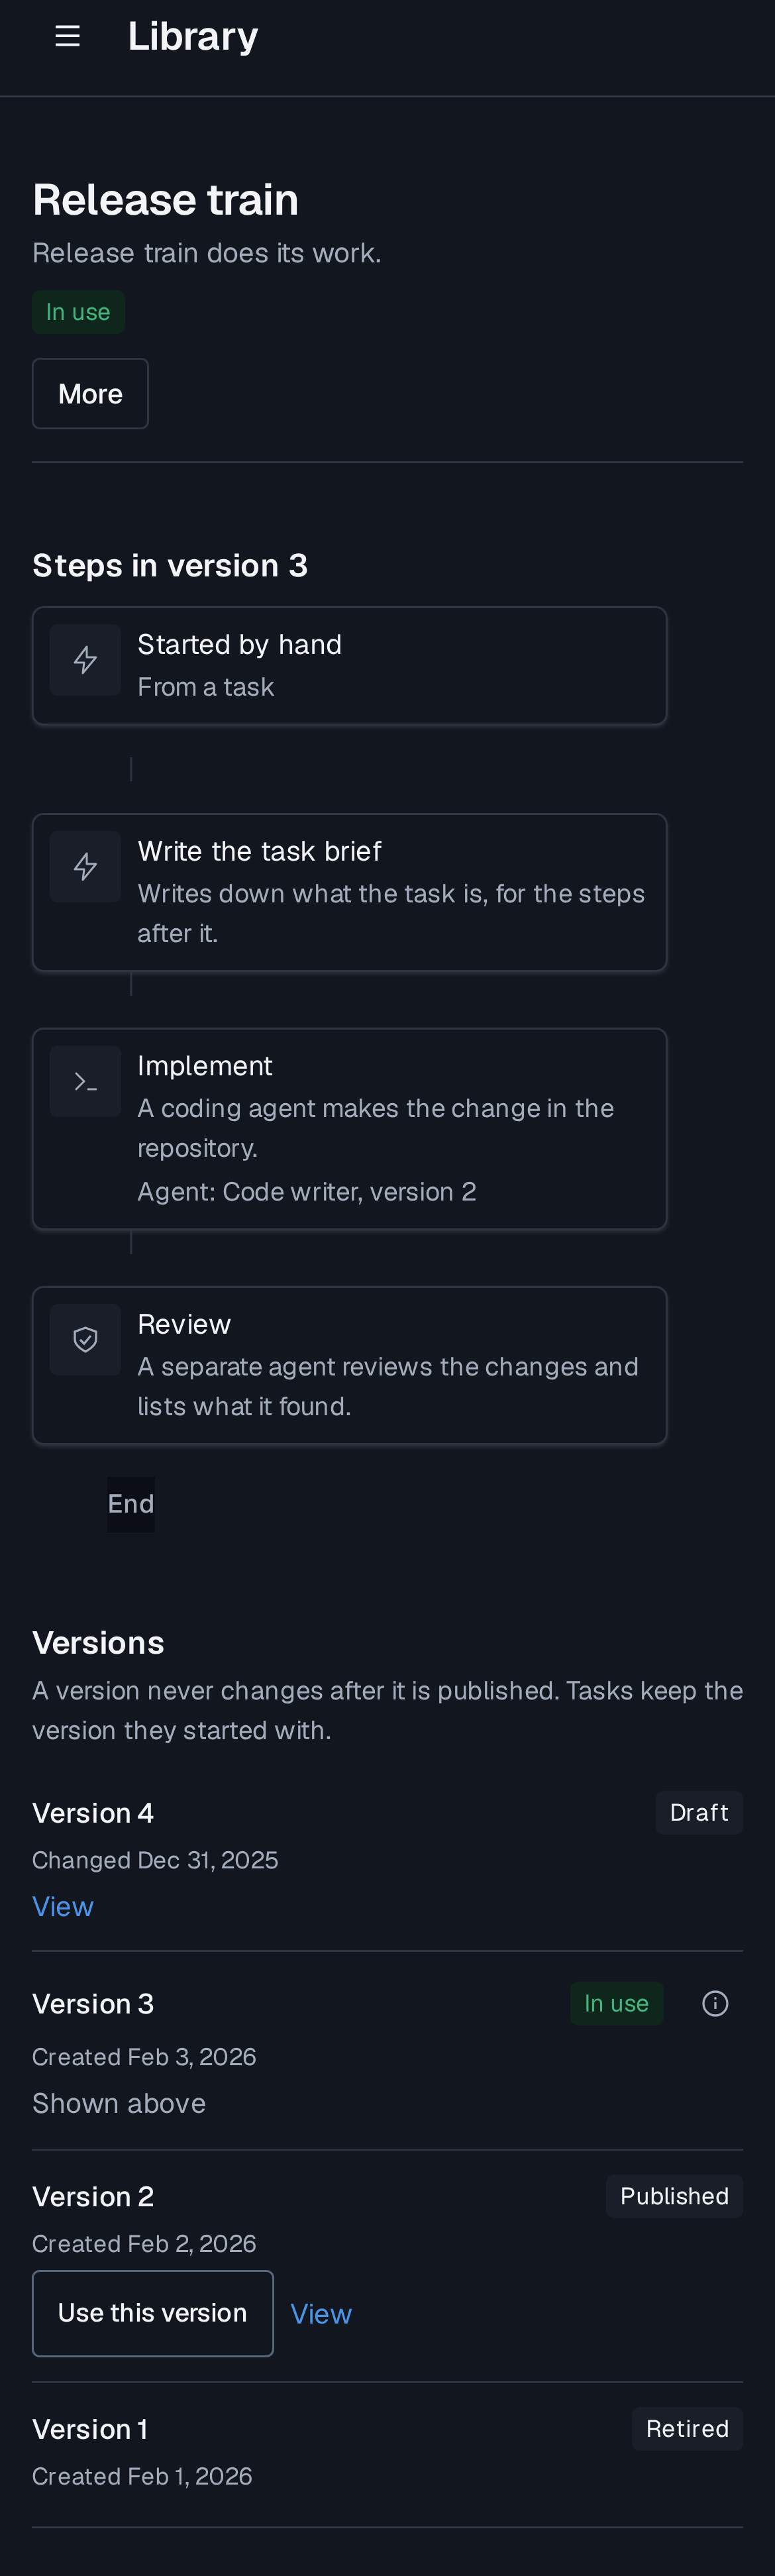 Library
Release train
Release train does its work.
In use
More
Steps in version 3
Started by hand
From a task
Write the task brief
Writes down what the task is, for the steps
after it.
Implement
A coding agent makes the change in the
repository.
Agent: Code writer, version 2
Review
A separate agent reviews the changes and
lists what it found.
End
Versions
A version never changes after it is published. Tasks keep the
version they started with.
Version 4
Draft
Changed Dec 31, 2025
View
Version 3
In use
Created Feb 3, 2026
Shown above
Version 2
Published
Created Feb 2, 2026
Use this version
View
Version 1
Retired
Created Feb 1, 2026